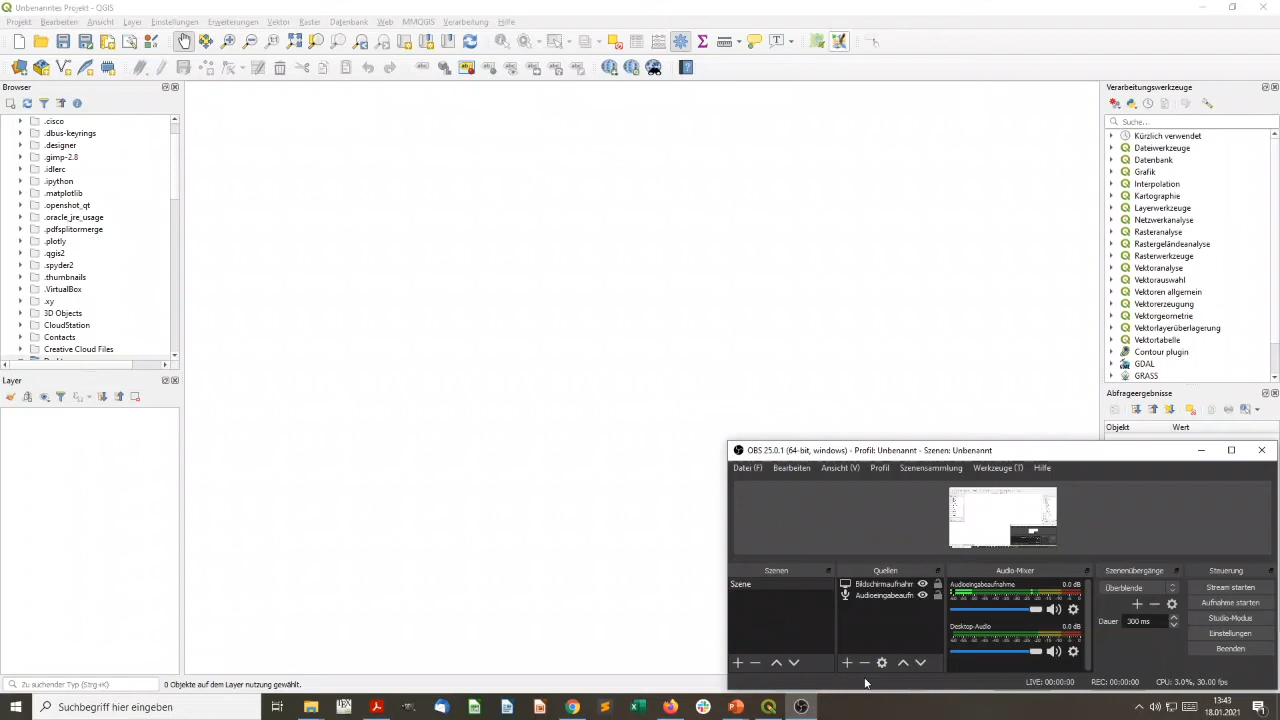 Unbenanntes Projekt - QGIS
Projekt Bearbeiten Ansicht Layer Einstellungen Erweiterungen Vektor Raster Datenbank Web MMQGIS Verarbeitung Hilfe
Browser
.cisco
.dbus-keyrings
.designer
.gimp-2.8
.idlerc
.ipython
.matplotlib
.openshot_qt
.oracle_jre_usage
.pdfsplitormerge
.plotly
.qgis2
.spyder2
.thumbnails
.VirtualBox
.xy
3D Objects
CloudStation
Contacts
Creative Cloud Files
Layer
Verarbeitungswerkzeuge
Suche...
Kürzlich verwendet
Dateiwerkzeuge
Datenbank
Grafik
Interpolation
Kartographie
Layerwerkzeuge
Netzwerkanalyse
Rasteranalyse
Rastergeländeanalyse
Rasterwerkzeuge
Vektoranalyse
Vektorauswahl
Vektoren allgemein
Vektorerzeugung
Vektorgeometrie
Vektorlayerüberlagerung
Vektortabelle
Contour plugin
GDAL
GRASS
Abfrageergebnisse
Objekt Wert
OBS 25.0.1 (64-bit, windows) - Profil: Unbenannt - Szenen: Unbenannt
Datei (F) Bearbeiten Ansicht (V) Profil Szenensammlung Werkzeuge (T) Hilfe
Szenen Quellen Audio-Mixer Szenenübergänge Steuerung
Szene
Bildschirmaufnahm
Audioeingabeaufn
Audioeingabeaufnahme 0.0 dB
Desktop-Audio 0.0 dB
Überblende
Dauer 300 ms
Stream starten
Aufnahme starten
Studio-Modus
Einstellungen
Beenden
LIVE: 00:00:00 REC: 00:00:00 CPU: 3.0%, 30.00 fps
Zu suchender Typ (Strg+K)
0 Objekte auf dem Layer nutzung gewählt.
Suchbegriff hier eingeben
13:43
18.01.2021